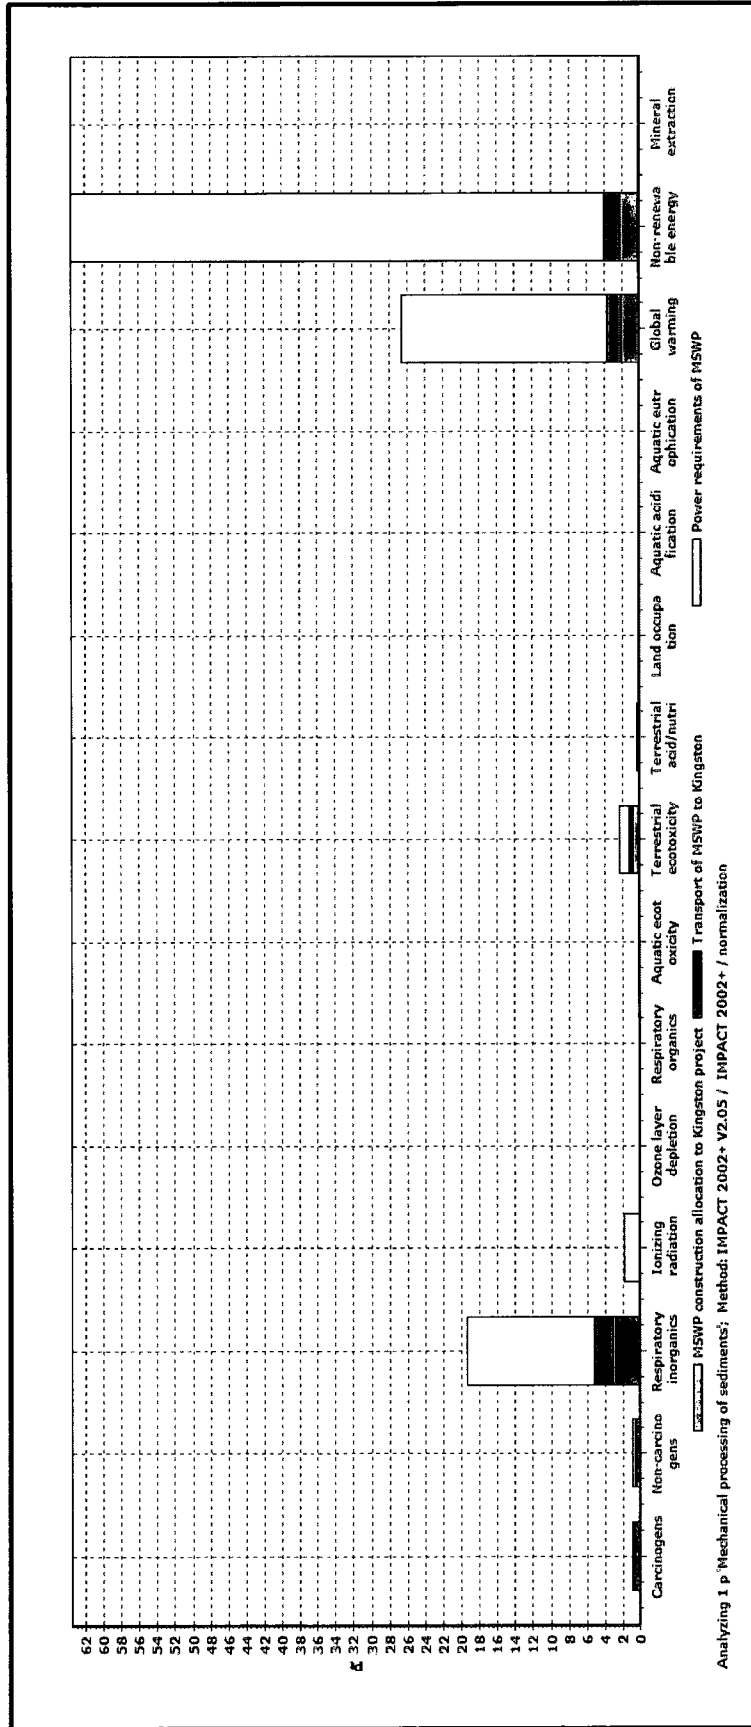 62
60
58
56
54
52
50
48
46
44
42
40
38
36
34
32
30
28
26
24
22
20
18
16
14
12
10
8
6
4
2
0
Carcinogens
Non-carcino
gens
Respiratory
inorganics
Ionizing
radiation
Ozone layer
depletion
Respiratory
organics
Aquatic ecot
oxicity
Terrestrial
ecotoxicity
Terrestrial
acid/nutri
Land occupa
tion
Aquatic acidi
fication
Aquatic eutr
ophication
Global
warming
Non-renewa
ble energy
Mineral
extraction
MSWP construction allocation to Kingston project
Transport of MSWP to Kingston
Power requirements of MSWP
Analyzing 1 p 'Mechanical processing of sediments'; Method: IMPACT 2002+ V2.05 / IMPACT 2002+ / normalization